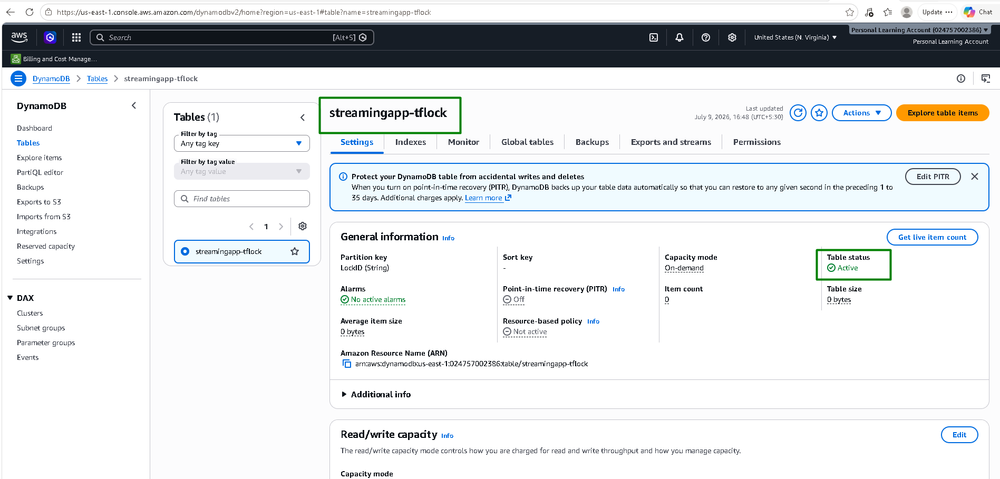 https://us-east-1.console.aws.amazon.com/dynamodbv2/home?region=us-east-1#table?name=streamingapp-tflock
Update
Chat
aws
Search
[Alt+S]
United States (N. Virginia)
Personal Learning Account (024757002386)
Personal Learning Account
Billing and Cost Manage...
DynamoDB
Tables
streamingapp-tflock
DynamoDB
Dashboard
Tables
Explore items
PartiQL editor
Backups
Exports to S3
Imports from S3
Integrations
Reserved capacity
Settings
DAX
Clusters
Subnet groups
Parameter groups
Events
Tables (1)
Filter by tag
Any tag key
Filter by tag value
Any tag value
Find tables
1
streamingapp-tflock
streamingapp-tflock
Last updated
July 9, 2026, 16:48 (UTC+5:30)
Actions
Explore table items
Settings
Indexes
Monitor
Global tables
Backups
Exports and streams
Permissions
Protect your DynamoDB table from accidental writes and deletes
When you turn on point-in-time recovery (PITR), DynamoDB backs up your table data automatically so that you can restore to any given second in the preceding 1 to
35 days. Additional charges apply. Learn more
Edit PITR
General information Info
Get live item count
Partition key
LockID (String)
Sort key
-
Capacity mode
On-demand
Table status
Active
Alarms
No active alarms
Point-in-time recovery (PITR) Info
Off
Item count
0
Table size
0 bytes
Average item size
0 bytes
Resource-based policy Info
Not active
Amazon Resource Name (ARN)
arn:aws:dynamodb:us-east-1:024757002386:table/streamingapp-tflock
Additional info
Read/write capacity Info
Edit
The read/write capacity mode controls how you are charged for read and write throughput and how you manage capacity.
Capacity mode